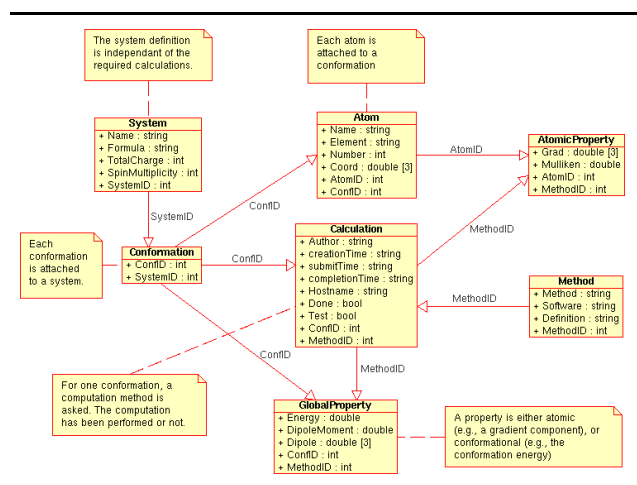 The system definition
is independant of the
required calculations.
Each atom is
attached to a
conformation
System
+ Name : string
+ Formula : string
+ TotalCharge : int
+ SpinMultiplicity : int
+ SystemID : int
Atom
+ Name : string
+ Element : string
+ Number : int
+ Coord : double [3]
+ AtomID : int
+ ConfID : int
AtomID
AtomicProperty
+ Grad : double [3]
+ Mulliken : double
+ AtomID : int
+ MethodID : int
SystemID
ConfID
MethodID
Each
conformation
is attached
to a system.
Conformation
+ ConfID : int
+ SystemID : int
ConfID
Calculation
+ Author : string
+ creationTime : string
+ submitTime : string
+ completionTime : string
+ Hostname : string
+ Done : bool
+ Test : bool
+ ConfID : int
+ MethodID : int
MethodID
Method
+ Method : string
+ Software : string
+ Definition : string
+ MethodID : int
ConfID
MethodID
For one conformation, a
computation method is
asked. The computation
has been performed or not.
GlobalProperty
+ Energy : double
+ DipoleMoment : double
+ Dipole : double [3]
+ ConfID : int
+ MethodID : int
A property is either atomic
(e.g., a gradient component), or
conformational (e.g., the
conformation energy)